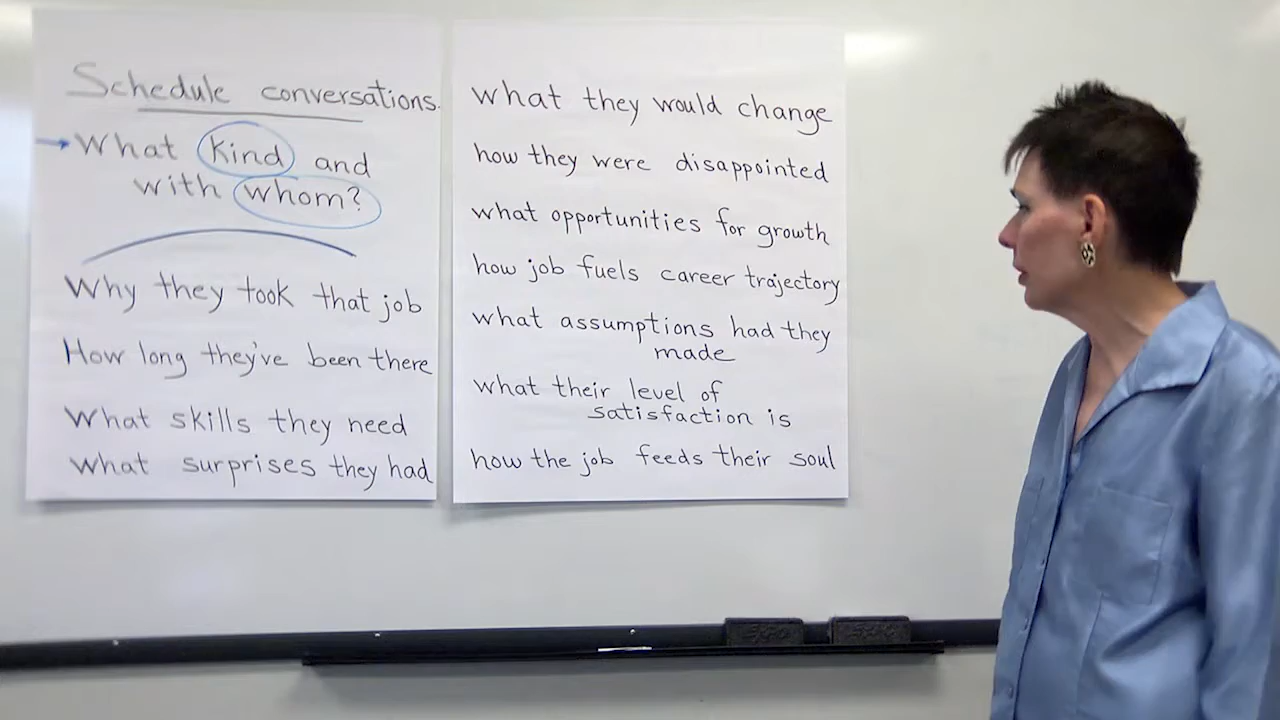 Schedule conversations.
What kind and
with whom?
Why they took that job
How long they've been there
What skills they need
What surprises they had
what they would change
how they were disappointed
what opportunities for growth
how job fuels career trajectory
what assumptions had they
made
what their level of
satisfaction is
how the job feeds their soul
EXPO